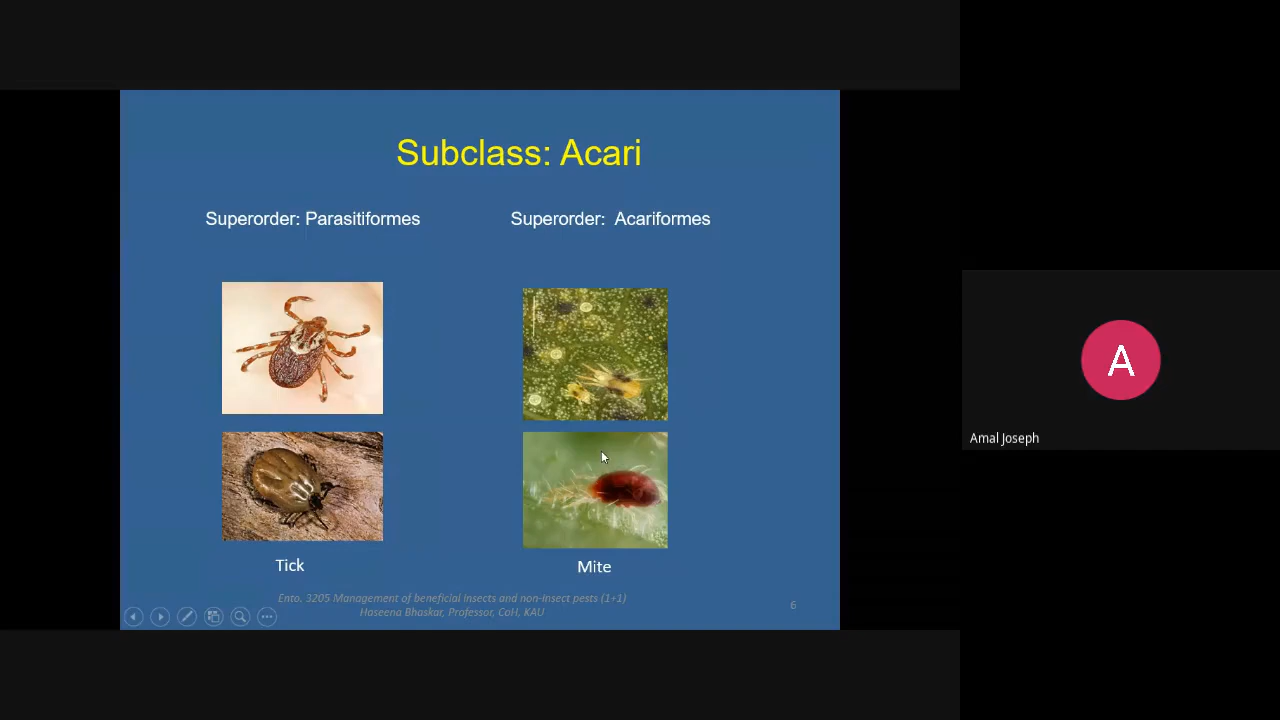 Subclass: Acari
Superorder: Parasitiformes
Superorder: Acariformes
Tick
Mite
Ento. 3205 Management of beneficial insects and non-insect pests (1+1)
Haseena Bhaskar, Professor, CoH, KAU
6
A
Amal Joseph